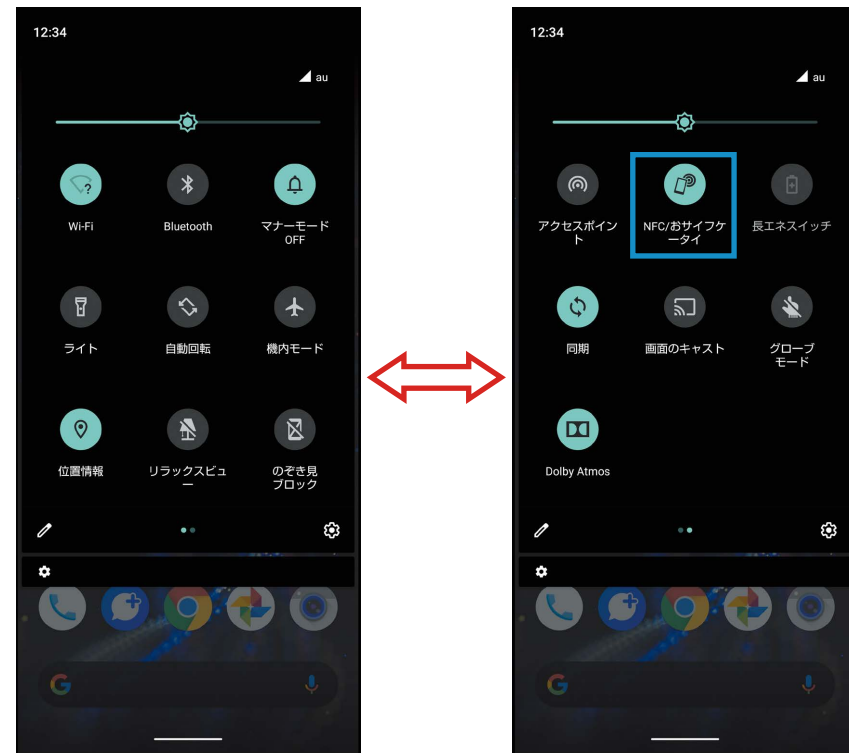 12:34
au
Wi-Fi
Bluetooth
マナーモード
OFF
ライト
自動回転
機内モード
位置情報
リラックスビュ
ー
のぞき見
ブロック
G
12:34
au
アクセスポイン
ト
NFC/おサイフケ
ータイ
長エネスイッチ
同期
画面のキャスト
グローブ
モード
Dolby Atmos
G